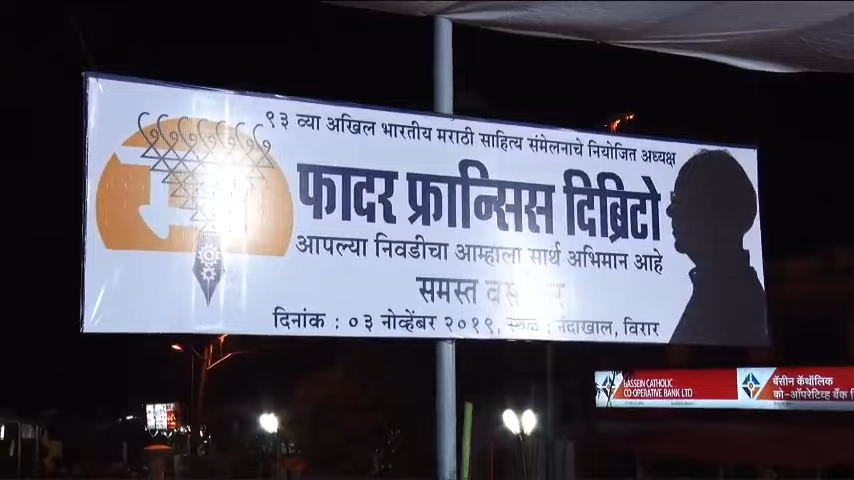 ९३ व्या अखिल भारतीय मराठी साहित्य संमेलनाचे नियोजित अध्यक्ष
फादर फ्रान्सिस दिब्रिटो
आपल्या निवडीचा आम्हाला सार्थ अभिमान आहे
समस्त
दिनांक : ०३ नोव्हेंबर २०१९, स्थळ : नंदाखाल, विरार
BASSEIN CATHOLIC
CO-OPERATIVE BANK LTD
बॅसीन कॅथॉलिक
को-ऑपरेटिव्ह बँक